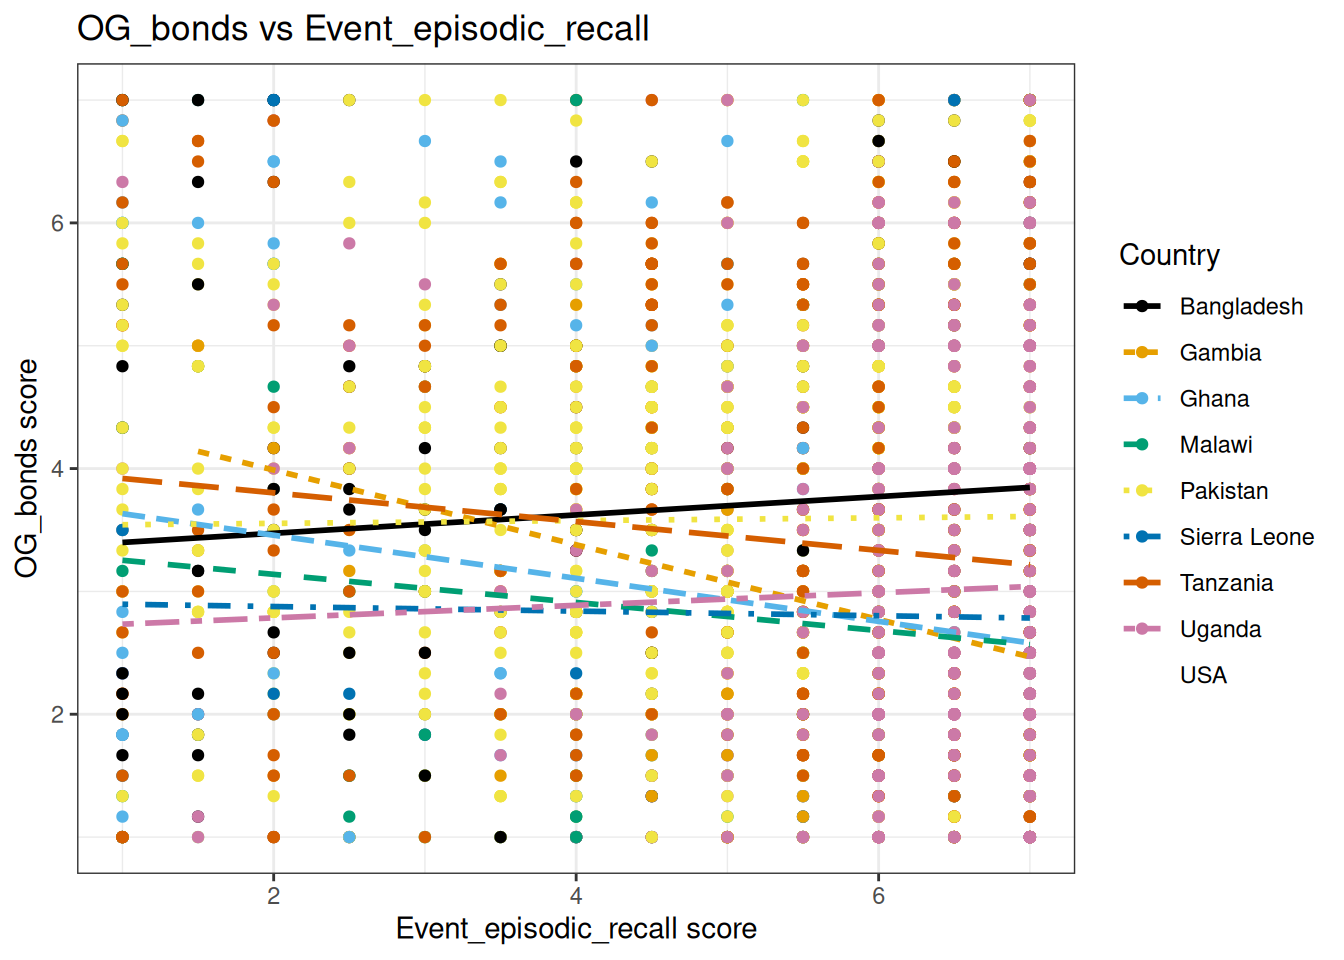 OG_bonds vs Event_episodic_recall
OG_bonds score
6
4
2
2
4
6
Event_episodic_recall score
Country
Bangladesh
Gambia
Ghana
Malawi
Pakistan
Sierra Leone
Tanzania
Uganda
USA